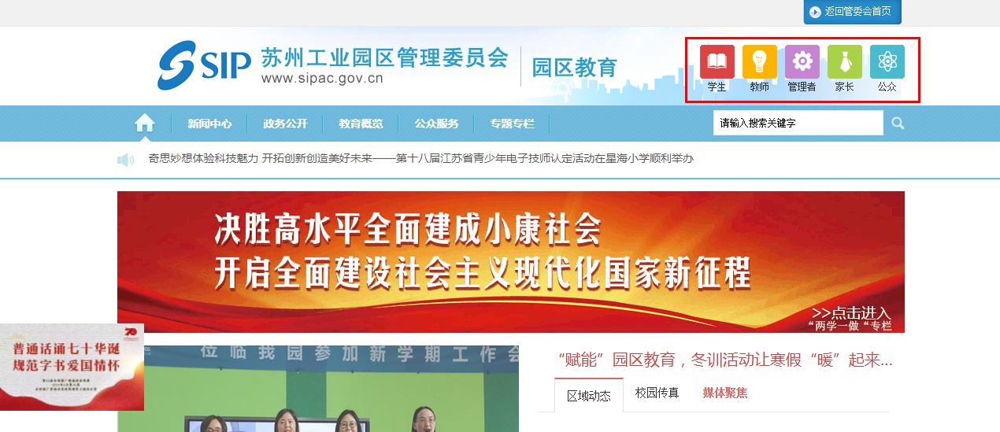 返回管委会首页
SIP 苏州工业园区管理委员会
www.sipac.gov.cn
园区教育
学生 教师 管理者 家长 公众
新闻中心 政务公开 教育概览 公众服务 专题专栏
请输入搜索关键字
奇思妙想体验科技魅力 开拓创新创造美好未来——第十八届江苏省青少年电子技师认定活动在星海小学顺利举办
决胜高水平全面建成小康社会
开启全面建设社会主义现代化国家新征程
>>点击进入
“两学一做“专栏
70
普通话诵七十华诞
规范字书爱国情怀
位临我园参加新学期工作会
“赋能”园区教育，冬训活动让寒假“暖”起来...
区域动态 校园传真 媒体聚焦